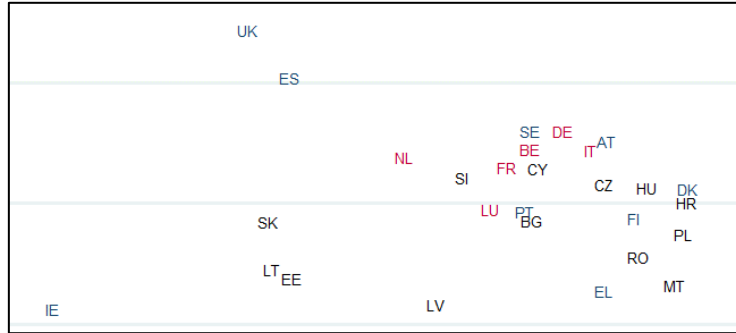 UK
ES
SE DE
AT
BE IT
NL
FR CY
SI
CZ HU DK
HR
LU PT
SK BG FI
PL
RO
LT
EE
MT
EL
LV
IE